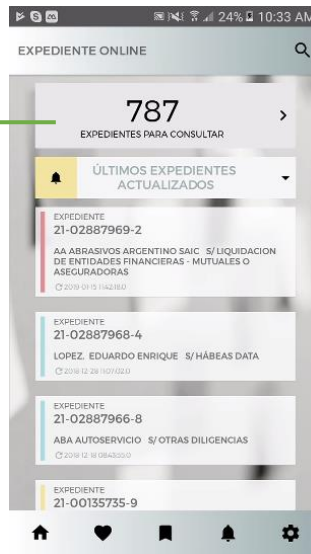 24% 10:33 AM
EXPEDIENTE ONLINE
787
EXPEDIENTES PARA CONSULTAR
ÚLTIMOS EXPEDIENTES
ACTUALIZADOS
EXPEDIENTE
21-02887969-2
AA ABRASIVOS ARGENTINO SAIC S/ LIQUIDACION
DE ENTIDADES FINANCIERAS - MUTUALES O
ASEGURADORAS
EXPEDIENTE
21-02887968-4
LOPEZ, EDUARDO ENRIQUE S/ HÁBEAS DATA
EXPEDIENTE
21-02887966-8
ABA AUTOSERVICIO S/ OTRAS DILIGENCIAS
EXPEDIENTE
21-00135735-9